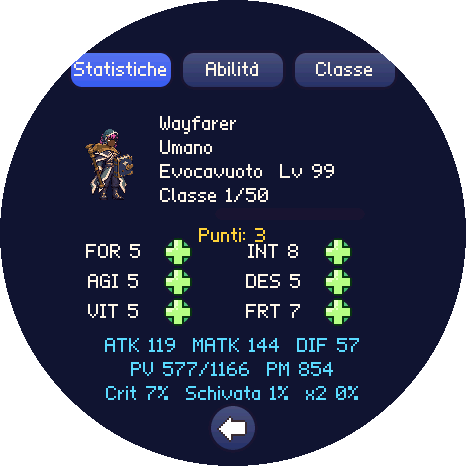 Statistiche Abilità Classe
Wayfarer
Umano
Evocavuoto Lv 99
Classe 1/50
Punti: 3
FOR 5 INT 8
AGI 5 DES 5
VIT 5 FRT 7
ATK 119 MATK 144 DIF 57
PV 577/1166 PM 854
Crit 7% Schivata 1% x2 0%